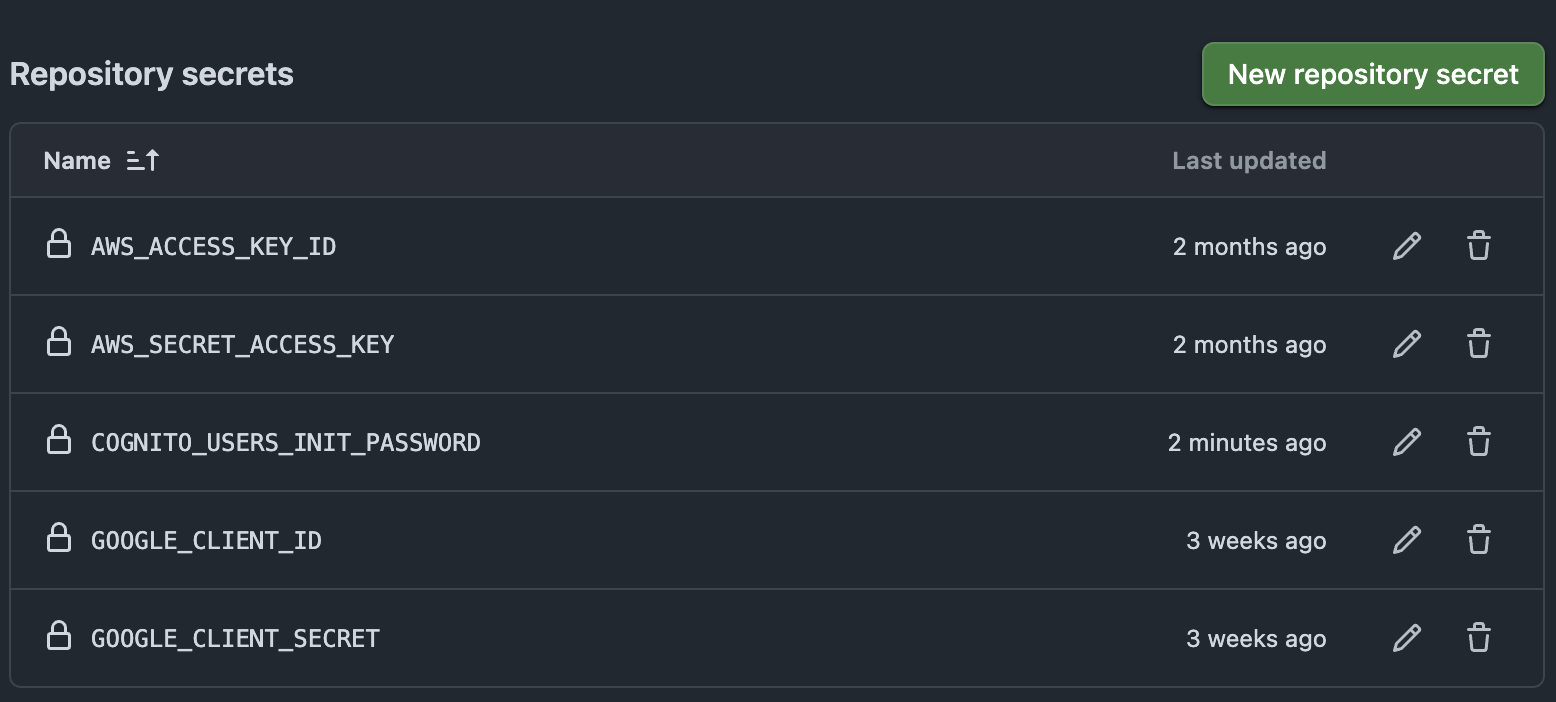 Repository secrets
New repository secret
Name
Last updated
AWS_ACCESS_KEY_ID
2 months ago
AWS_SECRET_ACCESS_KEY
2 months ago
COGNITO_USERS_INIT_PASSWORD
2 minutes ago
GOOGLE_CLIENT_ID
3 weeks ago
GOOGLE_CLIENT_SECRET
3 weeks ago